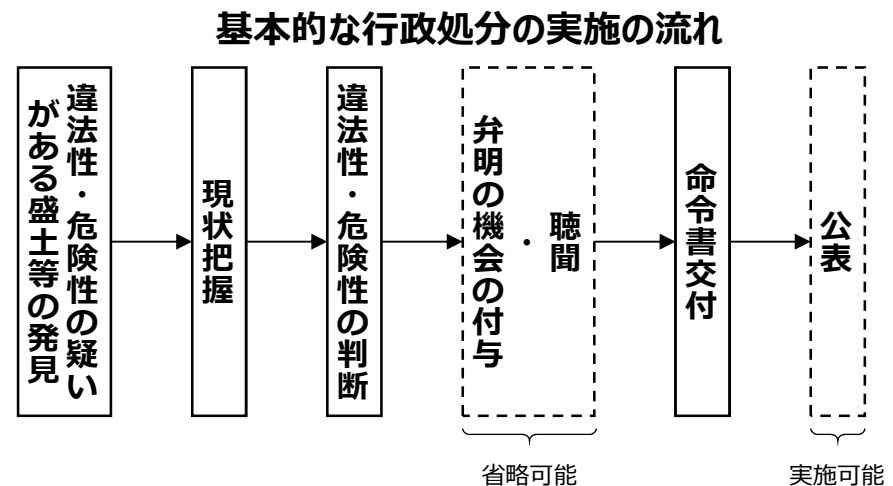 基本的な行政処分の実施の流れ
違法性・危険性の疑い
がある盛土等の発見
現状把握
違法性・危険性の判断
聴聞
・
弁明の機会の付与
命令書交付
公表
省略可能
実施可能